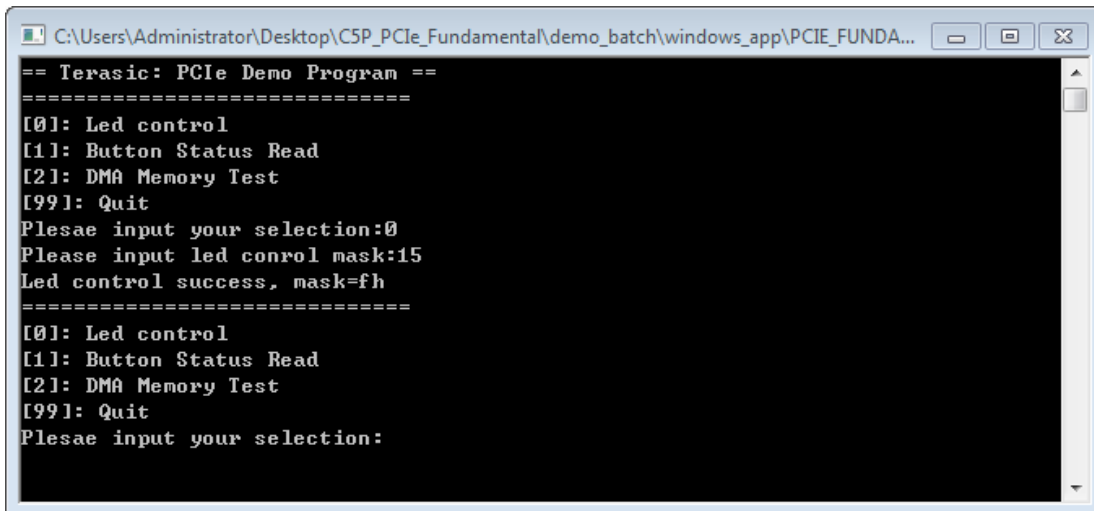 C:\Users\Administrator\Desktop\C5P_PCIe_Fundamental\demo_batch\windows_app\PCIE_FUNDA...
== Terasic: PCIe Demo Program ==
==============================
[0]: Led control
[1]: Button Status Read
[2]: DMA Memory Test
[99]: Quit
Plesae input your selection:0
Please input led conrol mask:15
Led control success, mask=fh
==============================
[0]: Led control
[1]: Button Status Read
[2]: DMA Memory Test
[99]: Quit
Plesae input your selection: